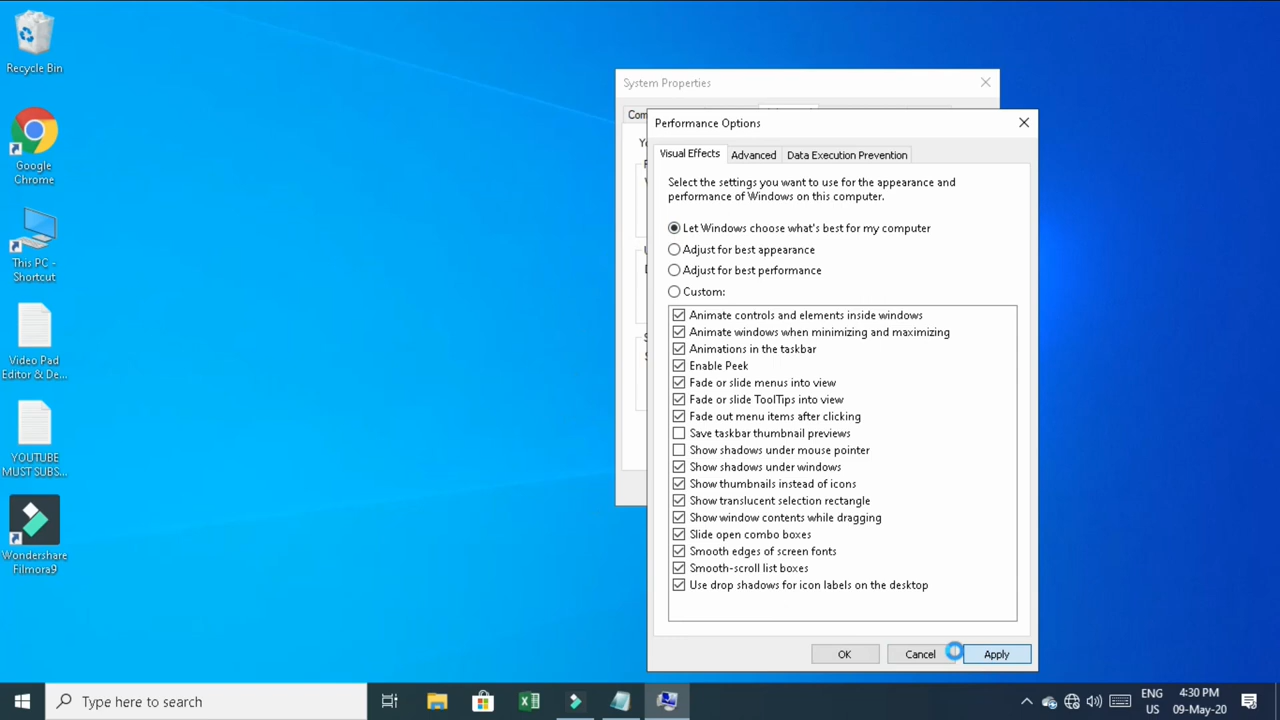 Recycle Bin
Google
Chrome
This PC -
Shortcut
Video Pad
Editor & De...
YOUTUBE
MUST SUBS...
Wondershare
Filmora9
System Properties
Com
Performance Options
Visual Effects
Advanced
Data Execution Prevention
Select the settings you want to use for the appearance and
performance of Windows on this computer.
Let Windows choose what's best for my computer
Adjust for best appearance
Adjust for best performance
Custom:
Animate controls and elements inside windows
Animate windows when minimizing and maximizing
Animations in the taskbar
Enable Peek
Fade or slide menus into view
Fade or slide ToolTips into view
Fade out menu items after clicking
Save taskbar thumbnail previews
Show shadows under mouse pointer
Show shadows under windows
Show thumbnails instead of icons
Show translucent selection rectangle
Show window contents while dragging
Slide open combo boxes
Smooth edges of screen fonts
Smooth-scroll list boxes
Use drop shadows for icon labels on the desktop
OK
Cancel
Apply
Type here to search
ENG
US
4:30 PM
09-May-20